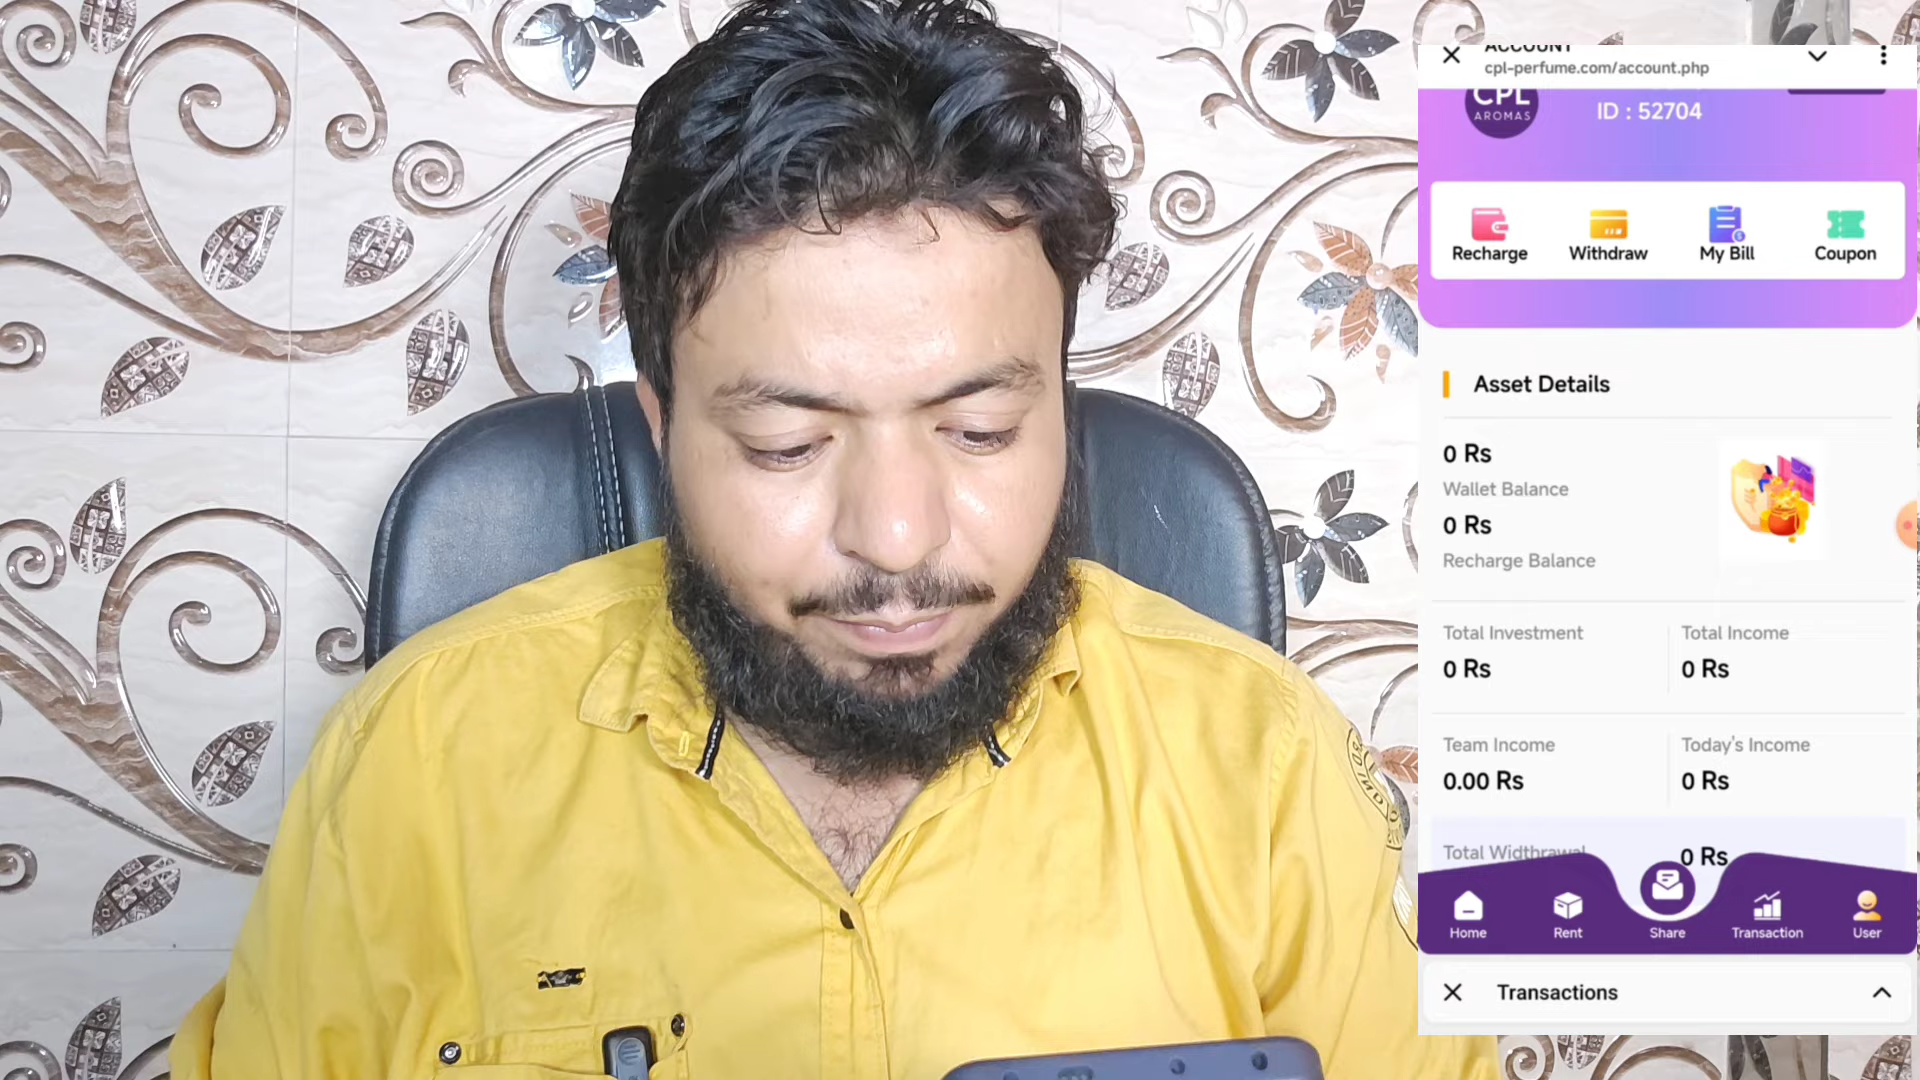 ACCOUNT
cpl-perfume.com/account.php
CPL
AROMAS
ID : 52704
Recharge
Withdraw
My Bill
Coupon
Asset Details
0 Rs
Wallet Balance
0 Rs
Recharge Balance
Total Investment
Total Income
0 Rs
0 Rs
Team Income
Today's Income
0.00 Rs
0 Rs
Total Widthrawal
0 Rs
Home
Rent
Share
Transaction
User
Transactions